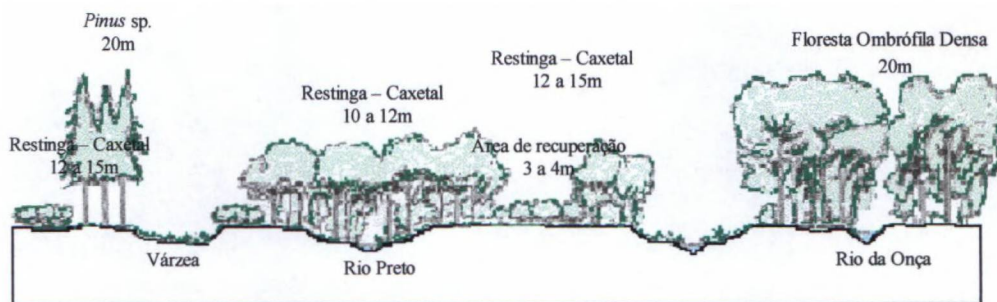 Pinus sp.
20m
Restinga – Caxetal
12 a 15m
Restinga – Caxetal
10 a 12m
Restinga – Caxetal
12 a 15m
Área de recuperação
3 a 4m
Floresta Ombrófila Densa
20m
Várzea
Rio Preto
Rio da Onça